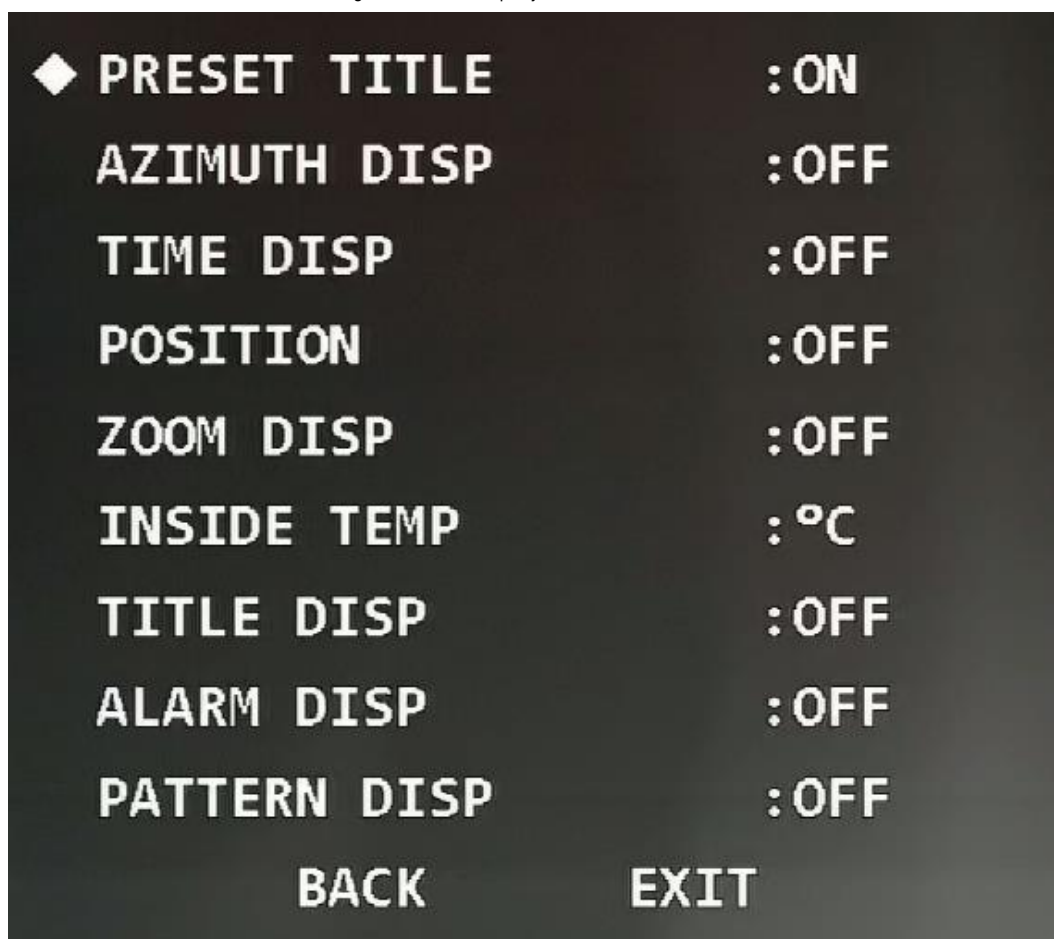 ◆ PRESET TITLE :ON
AZIMUTH DISP :OFF
TIME DISP :OFF
POSITION :OFF
ZOOM DISP :OFF
INSIDE TEMP :°C
TITLE DISP :OFF
ALARM DISP :OFF
PATTERN DISP :OFF
BACK EXIT